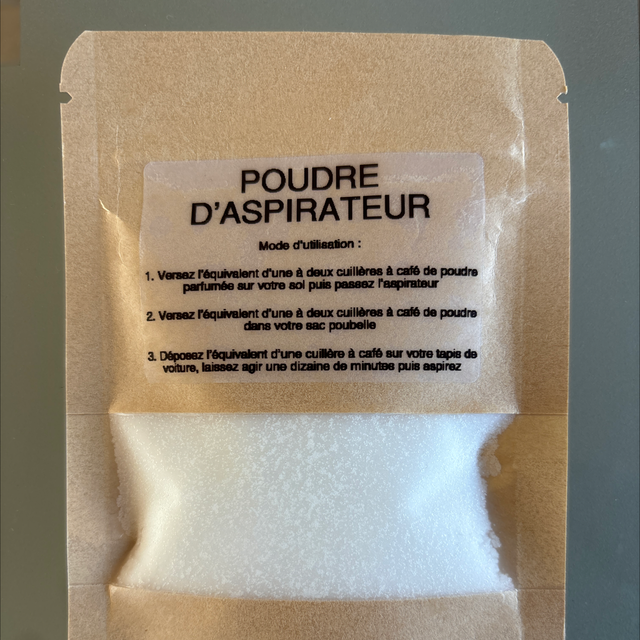 POUDRE
D'ASPIRATEUR
Mode d'utilisation :
1. Versez l'équivalent d'une à deux cuillères à café de poudre
parfumée sur votre sol puis passez l'aspirateur
2. Versez l'équivalent d'une à deux cuillères à café de poudre
dans votre sac poubelle
3. Déposez l'équivalent d'une cuillère à café sur votre tapis de
voiture, laissez agir une dizaine de minutes puis aspirez